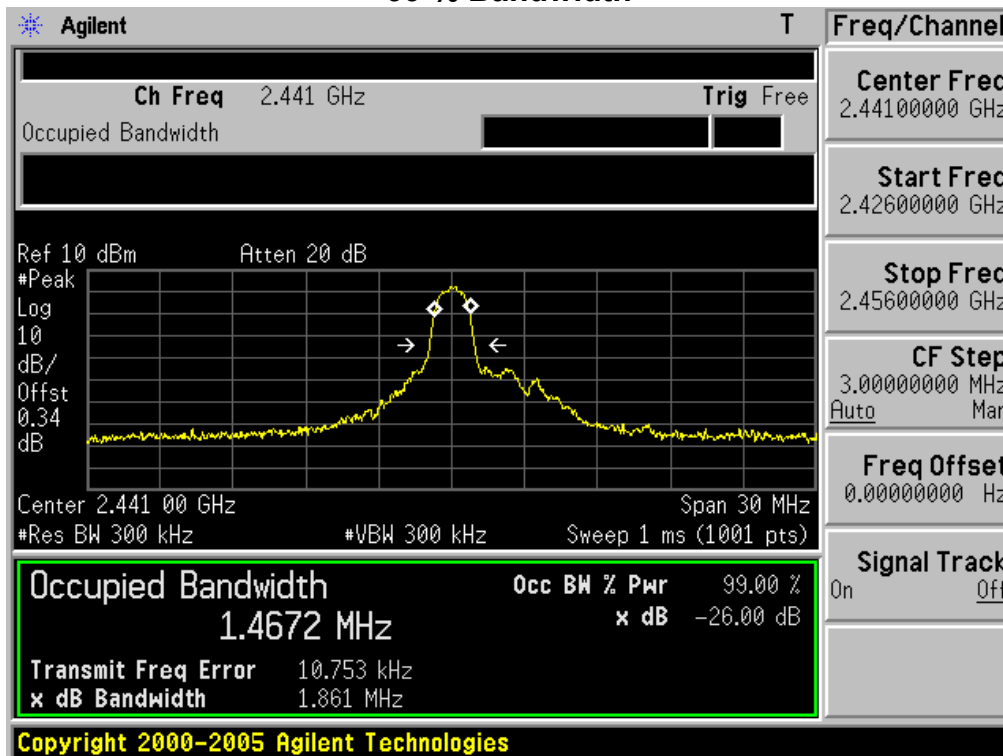 Agilent T Freq/Channel
Ch Freq 2.441 GHz Trig Free
Occupied Bandwidth
Center Freq
2.44100000 GHz
Start Freq
2.42600000 GHz
Stop Freq
2.45600000 GHz
CF Step
3.00000000 MHz
Auto Man
Freq Offset
0.00000000 Hz
Signal Track
On Off
Ref 10 dBm Atten 20 dB
#Peak
Log
10
dB/
Offst
0.34
dB
Center 2.441 00 GHz Span 30 MHz
#Res BW 300 kHz #VBW 300 kHz Sweep 1 ms (1001 pts)
Occupied Bandwidth Occ BW % Pwr 99.00 %
1.4672 MHz x dB -26.00 dB
Transmit Freq Error 10.753 kHz
x dB Bandwidth 1.861 MHz
Copyright 2000-2005 Agilent Technologies